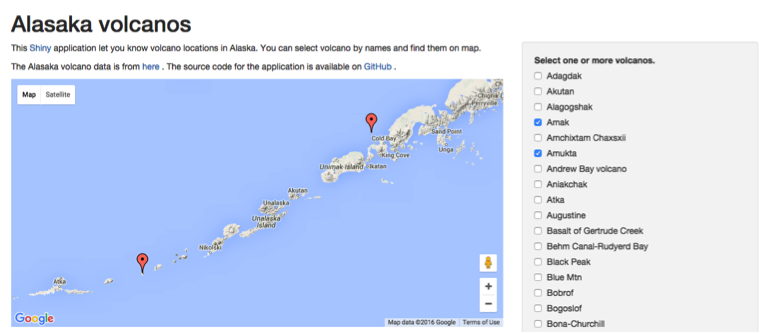 Alasaka volcanos
This Shiny application let you know volcano locations in Alaska. You can select volcano by names and find them on map.
The Alasaka volcano data is from here . The source code for the application is available on GitHub .
Map Satellite
Chignik
Perryville
Sand Point
Cold Bay
Unga
King Cove
Unimak Island
Ikatan
Akutan
Unalaska
Unalaska
Island
Nikolski
Atka
+
−
Google
Map data ©2016 Google Terms of Use
Select one or more volcanos.
Adagdak
Akutan
Alagogshak
Amak
Amchixtam Chaxsxii
Amukta
Andrew Bay volcano
Aniakchak
Atka
Augustine
Basalt of Gertrude Creek
Behm Canal-Rudyerd Bay
Black Peak
Blue Mtn
Bobrof
Bogoslof
Bona-Churchill